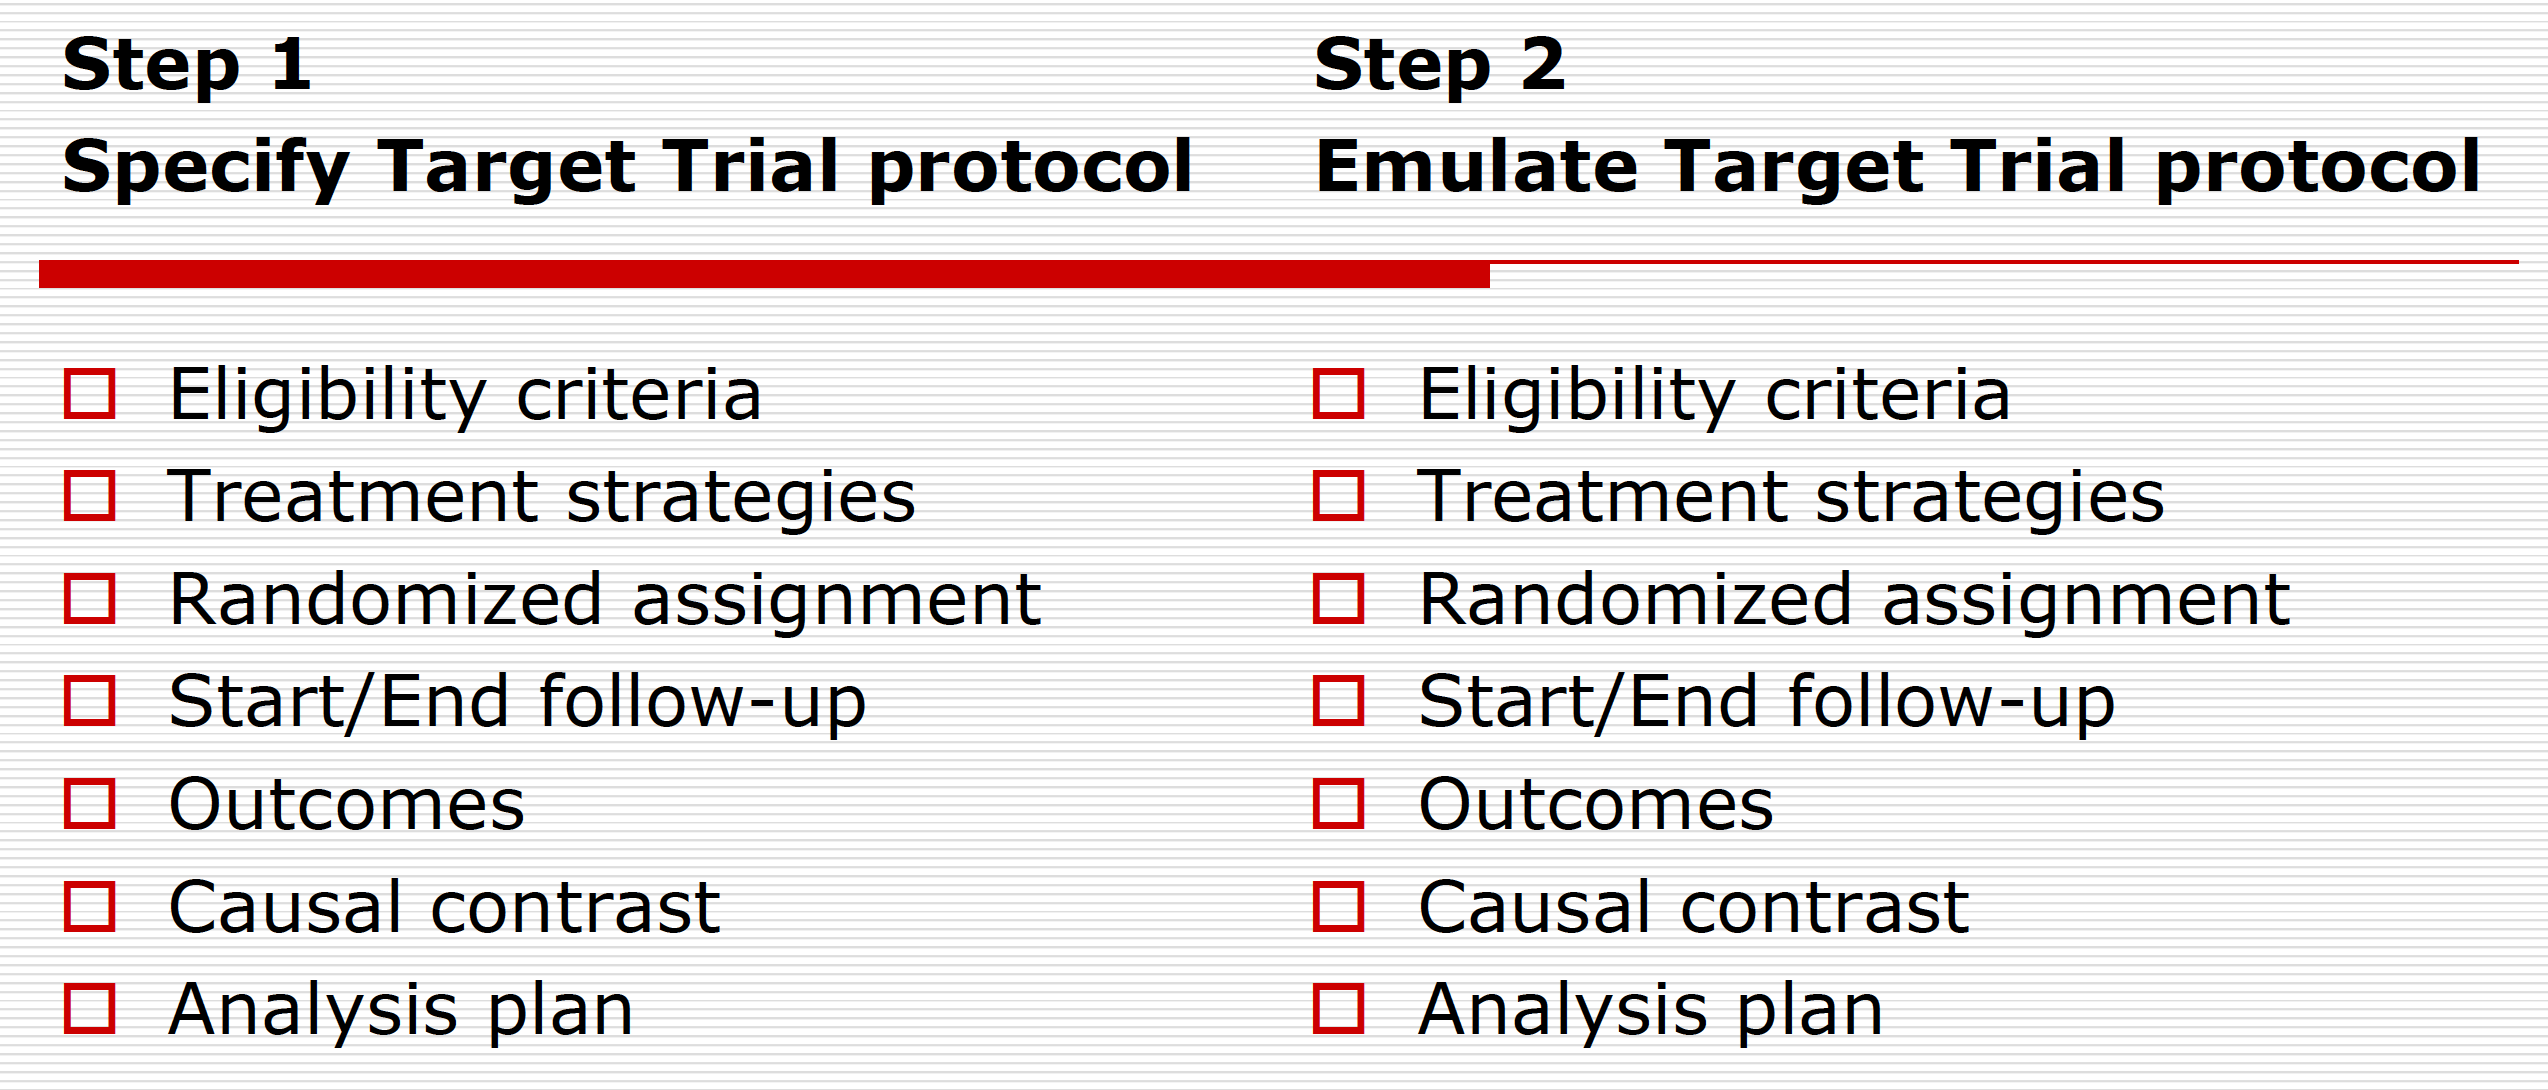 Step 1
Specify Target Trial protocol
Eligibility criteria
Treatment strategies
Randomized assignment
Start/End follow-up
Outcomes
Causal contrast
Analysis plan
Step 2
Emulate Target Trial protocol
Eligibility criteria
Treatment strategies
Randomized assignment
Start/End follow-up
Outcomes
Causal contrast
Analysis plan